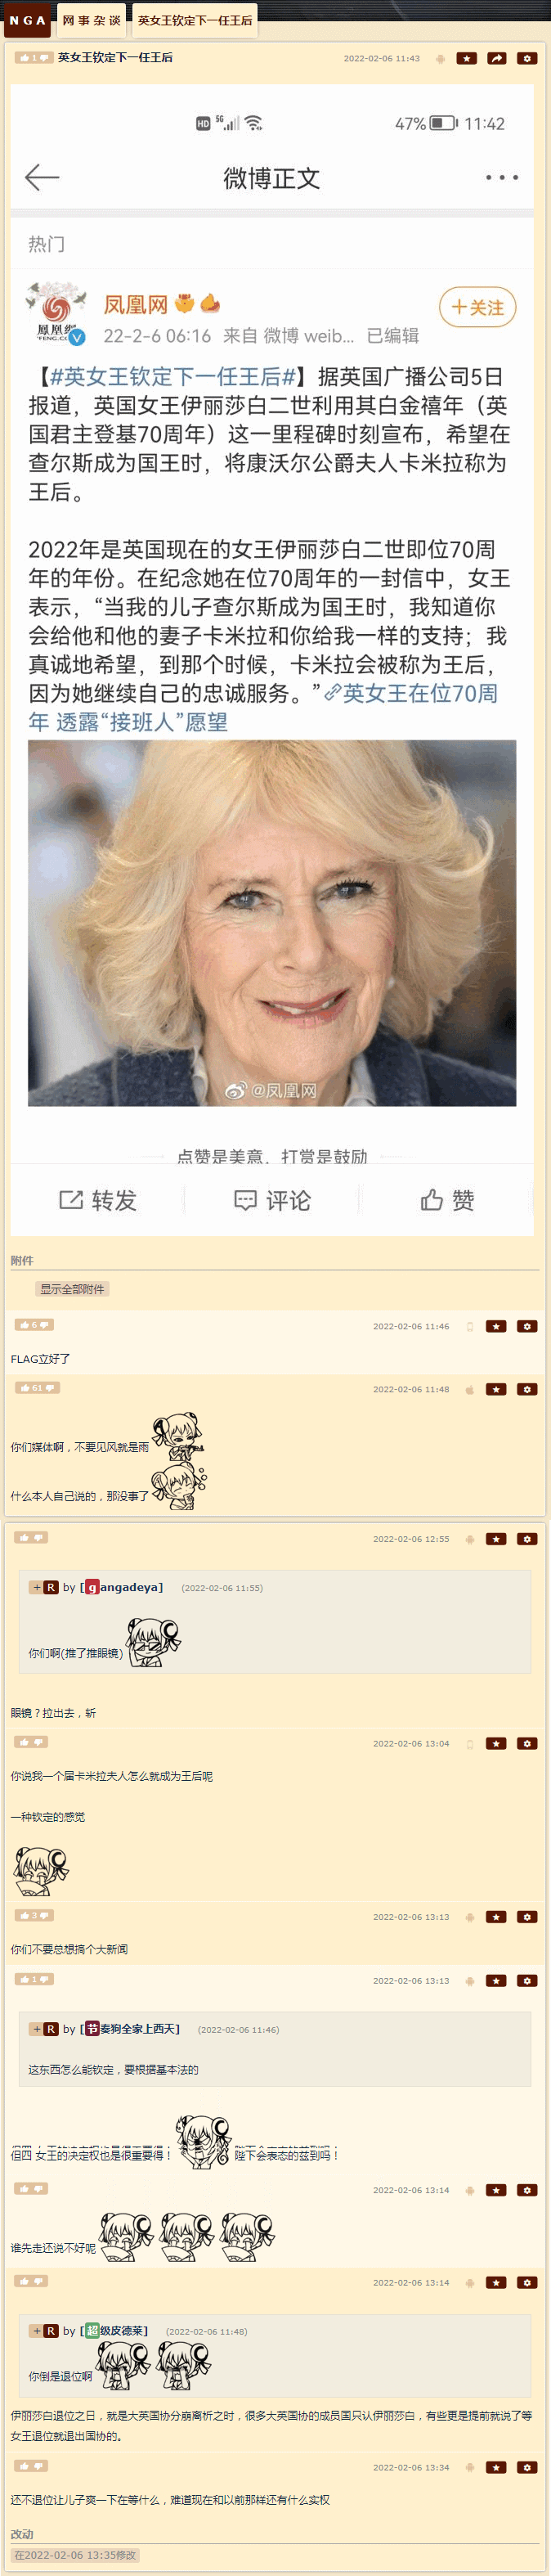 NGA 网事杂谈 英女王钦定下一任王后
1 英女王钦定下一任王后 2022-02-06 11:43
HD 5G 47% 11:42
微博正文
热门
凤凰网
+关注
凤凰网
FENG.CO
22-2-6 06:16 来自 微博 weib... 已编辑
【#英女王钦定下一任王后#】据英国广播公司5日
报道，英国女王伊丽莎白二世利用其白金禧年（英
国君主登基70周年）这一里程碑时刻宣布，希望在
查尔斯成为国王时，将康沃尔公爵夫人卡米拉称为
王后。
2022年是英国现在的女王伊丽莎白二世即位70周
年的年份。在纪念她在位70周年的一封信中，女王
表示，“当我的儿子查尔斯成为国王时，我知道你
会给他和他的妻子卡米拉和你给我一样的支持；我
真诚地希望，到那个时候，卡米拉会被称为王后，
因为她继续自己的忠诚服务。”英女王在位70周
年 透露“接班人”愿望
@凤凰网
点赞是美意，打赏是鼓励
转发 评论 赞
附件
显示全部附件
6 2022-02-06 11:46
FLAG立好了
61 2022-02-06 11:48
你们媒体啊，不要见风就是雨
什么本人自己说的，那没事了
2022-02-06 12:55
+ R by [gangadeya] (2022-02-06 11:55)
你们啊(推了推眼镜)
眼镜？拉出去，斩
2022-02-06 13:04
你说我一个届卡米拉夫人怎么就成为王后呢
一种钦定的感觉
3 2022-02-06 13:13
你们不要总想搞个大新闻
1 2022-02-06 13:13
+ R by [节奏狗全家上西天] (2022-02-06 11:46)
这东西怎么能钦定，要根据基本法的
但四 女王的决定权也是很重要得！ 陛下会表态的兹到吗！
2022-02-06 13:14
谁先走还说不好呢
2022-02-06 13:14
+ R by [超级皮德莱] (2022-02-06 11:48)
你倒是退位啊
伊丽莎白退位之日，就是大英国协分崩离析之时，很多大英国协的成员国只认伊丽莎白，有些更是提前就说了等
女王退位就退出国协的。
2022-02-06 13:34
还不退位让儿子爽一下在等什么，难道现在和以前那样还有什么实权
改动
在2022-02-06 13:35修改